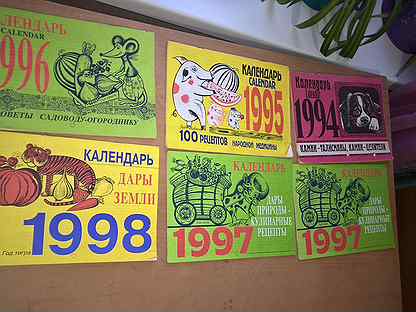 КАЛЕНДАРЬ
CALENDAR
1996
СОВЕТЫ САДОВОДУ-ОГОРОДНИКУ
КАЛЕНДАРЬ
CALENDAR
1995
100 РЕЦЕПТОВ НАРОДНОЙ МЕДИЦИНЫ
Календарь
1994
КАМНИ-ТАЛИСМАНЫ, КАМНИ-ЦЕЛИТЕЛИ
КАЛЕНДАРЬ
ДАРЫ
ЗЕМЛИ
1998
Год тигра
КАЛЕНДАРЬ
ДАРЫ
ПРИРОДЫ -
КУЛИНАРНЫЕ
РЕЦЕПТЫ
1997
КАЛЕНДАРЬ
ДАРЫ
ПРИРОДЫ -
КУЛИНАРНЫЕ
РЕЦЕПТЫ
1997